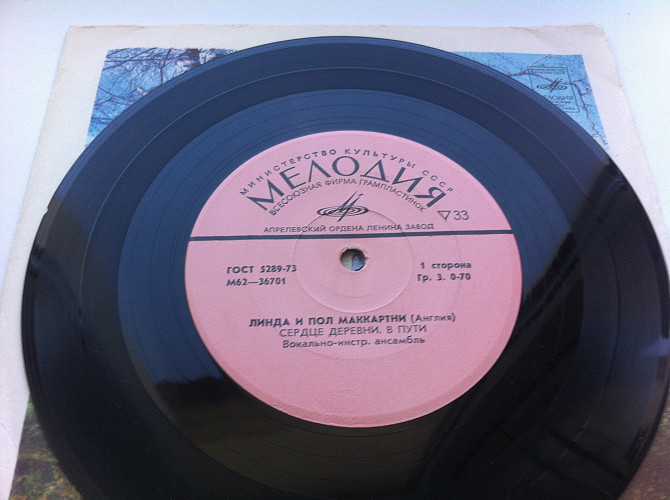 МИНИСТЕРСТВО КУЛЬТУРЫ СССР
МЕЛОДИЯ
ВСЕСОЮЗНАЯ ФИРМА ГРАМПЛАСТИНОК
▽33
АПРЕЛЕВСКИЙ ОРДЕНА ЛЕНИНА ЗАВОД
ГОСТ 5289-73
1 сторона
М62—36701
Гр. 3. 0-70
ЛИНДА И ПОЛ МАККАРТНИ (Англия)
СЕРДЦЕ ДЕРЕВНИ. В ПУТИ
Вокально-инстр. ансамбль